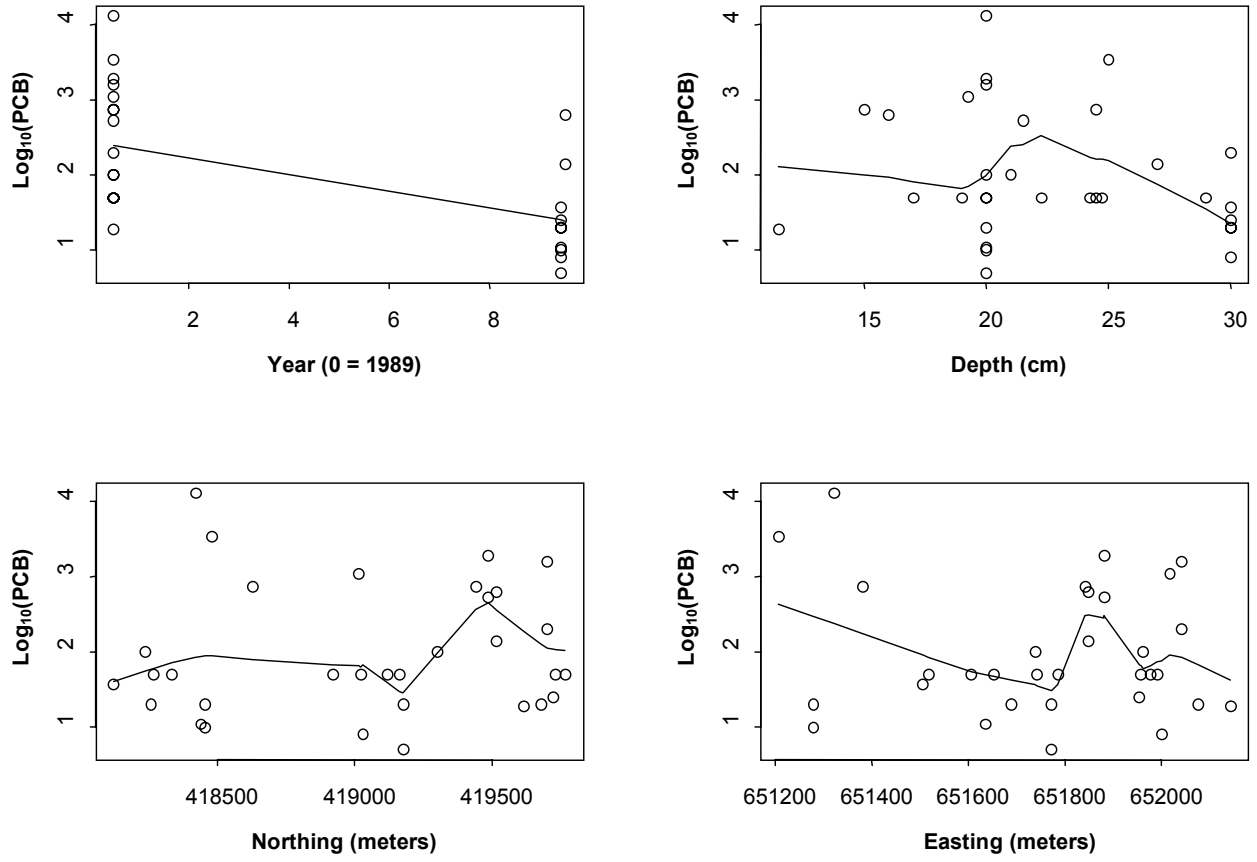 4
3
2
1
Log₁₀(PCB)
2 4 6 8
Year (0 = 1989)
4
3
2
1
Log₁₀(PCB)
15 20 25 30
Depth (cm)
4
3
2
1
Log₁₀(PCB)
418500 419000 419500
Northing (meters)
4
3
2
1
Log₁₀(PCB)
651200 651400 651600 651800 652000
Easting (meters)